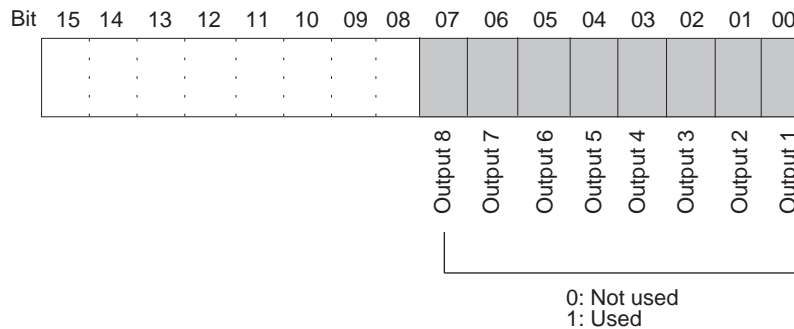 Bit 15 14 13 12 11 10 09 08 07 06 05 04 03 02 01 00
Output 8
Output 7
Output 6
Output 5
Output 4
Output 3
Output 2
Output 1
0: Not used
1: Used